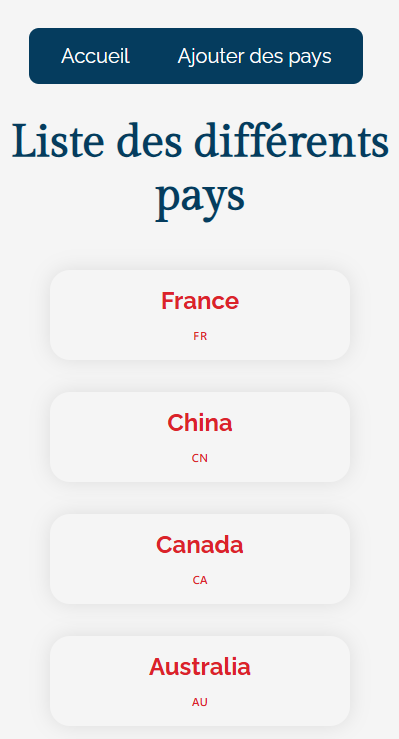 Accueil Ajouter des pays
Liste des différents
pays
France
FR
China
CN
Canada
CA
Australia
AU